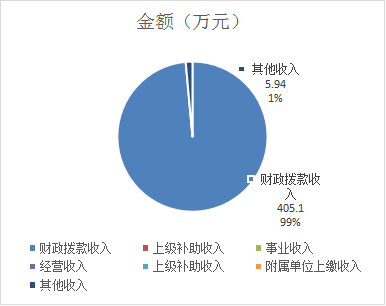 金额（万元）
其他收入
5.94
1%
财政拨款收
入
405.1
99%
财政拨款收入
上级补助收入
事业收入
经营收入
上级补助收入
附属单位上缴收入
其他收入